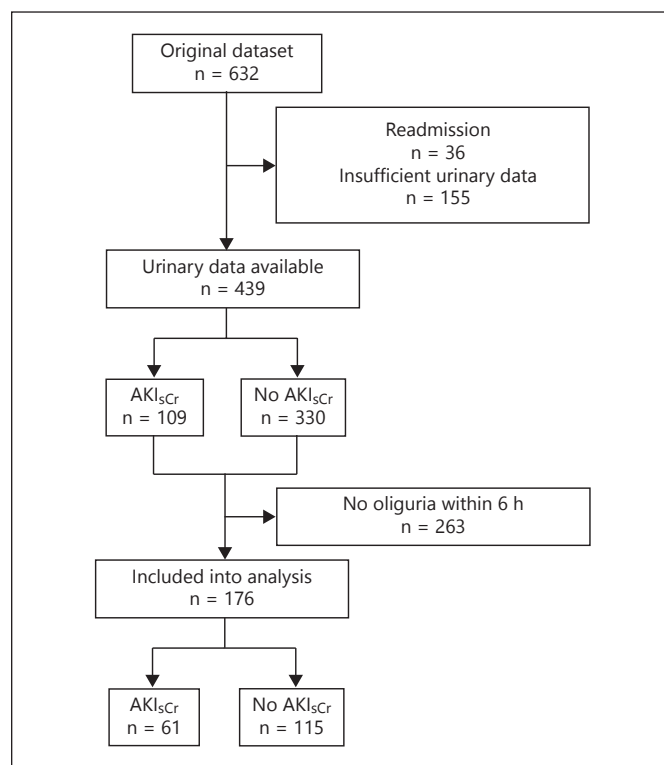 Original dataset
n = 632
Readmission
n = 36
Insufficient urinary data
n = 155
Urinary data available
n = 439
AKIsCr
n = 109
No AKIsCr
n = 330
No oliguria within 6 h
n = 263
Included into analysis
n = 176
AKIsCr
n = 61
No AKIsCr
n = 115